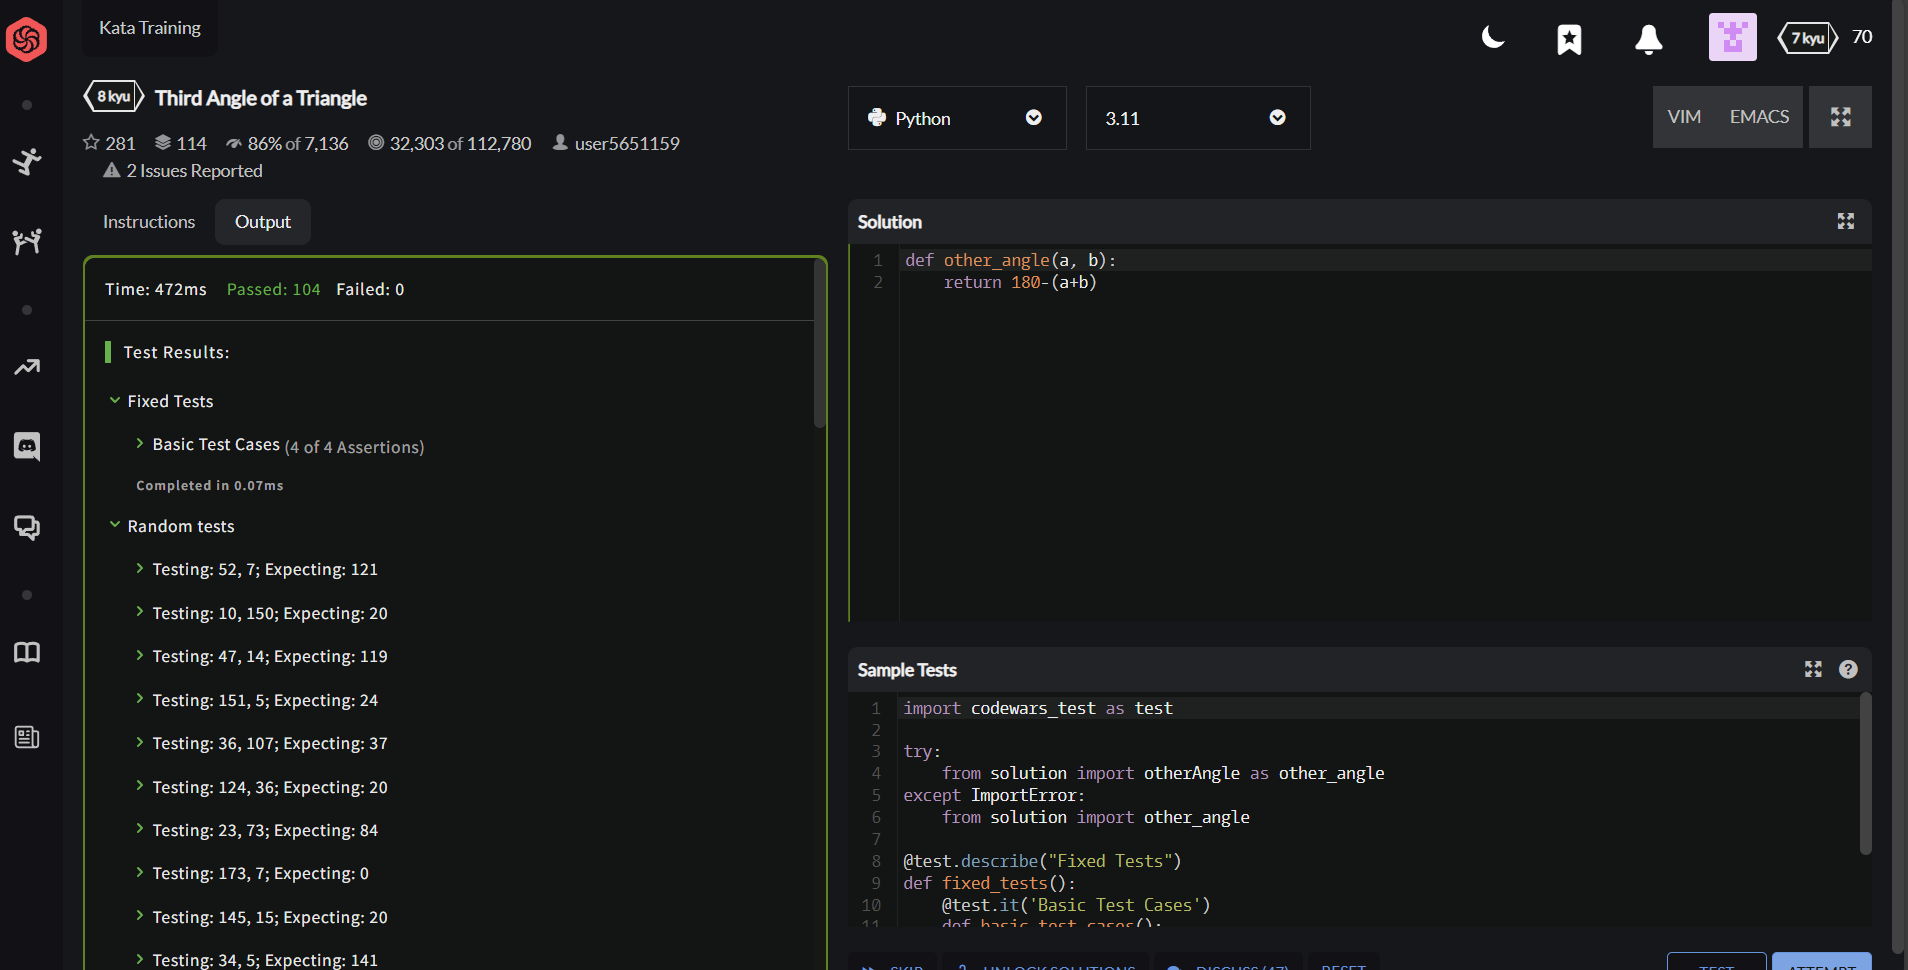 Kata Training
7 kyu 70
8 kyu Third Angle of a Triangle
281 114 86% of 7,136 32,303 of 112,780 user5651159
2 Issues Reported
Instructions Output
Time: 472ms Passed: 104 Failed: 0
Test Results:
Fixed Tests
Basic Test Cases (4 of 4 Assertions)
Completed in 0.07ms
Random tests
Testing: 52, 7; Expecting: 121
Testing: 10, 150; Expecting: 20
Testing: 47, 14; Expecting: 119
Testing: 151, 5; Expecting: 24
Testing: 36, 107; Expecting: 37
Testing: 124, 36; Expecting: 20
Testing: 23, 73; Expecting: 84
Testing: 173, 7; Expecting: 0
Testing: 145, 15; Expecting: 20
Testing: 34, 5; Expecting: 141
Python 3.11 VIM EMACS
Solution
1 def other_angle(a, b):
2 return 180-(a+b)
Sample Tests
1 import codewars_test as test
2
3 try:
4 from solution import otherAngle as other_angle
5 except ImportError:
6 from solution import other_angle
7
8 @test.describe("Fixed Tests")
9 def fixed_tests():
10 @test.it('Basic Test Cases')
11 def basic_test_cases():
SKIP UNLOCK SOLUTIONS DISCUSS (47) RESET TEST ATTEMPT